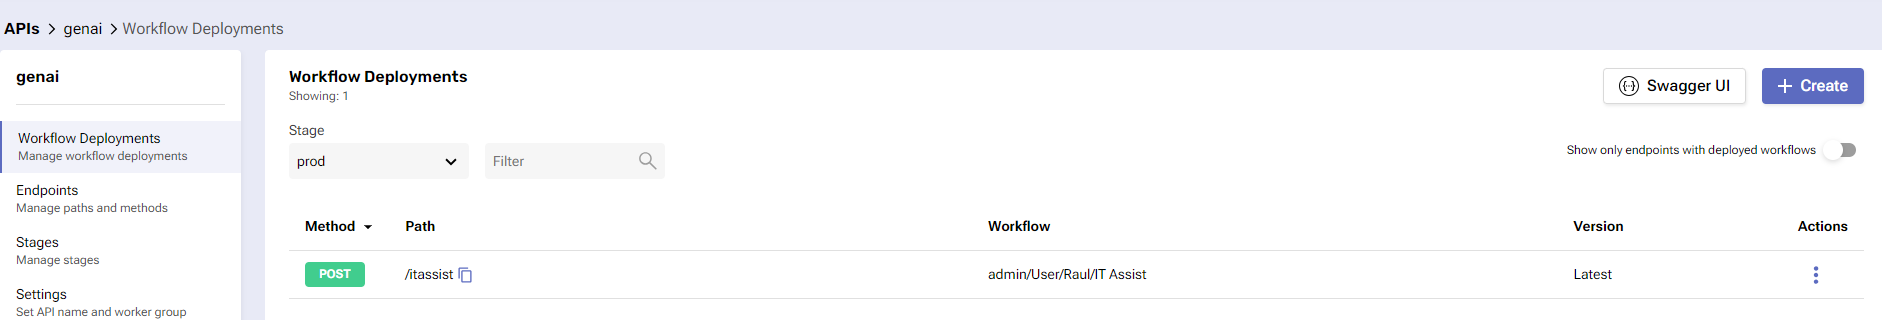 APIs > genai > Workflow Deployments
genai
Workflow Deployments
Manage workflow deployments
Endpoints
Manage paths and methods
Stages
Manage stages
Settings
Set API name and worker group
Workflow Deployments
Showing: 1
Swagger UI
+ Create
Stage
prod
Filter
Show only endpoints with deployed workflows
Method Path Workflow Version Actions
POST /itassist admin/User/Raul/IT Assist Latest